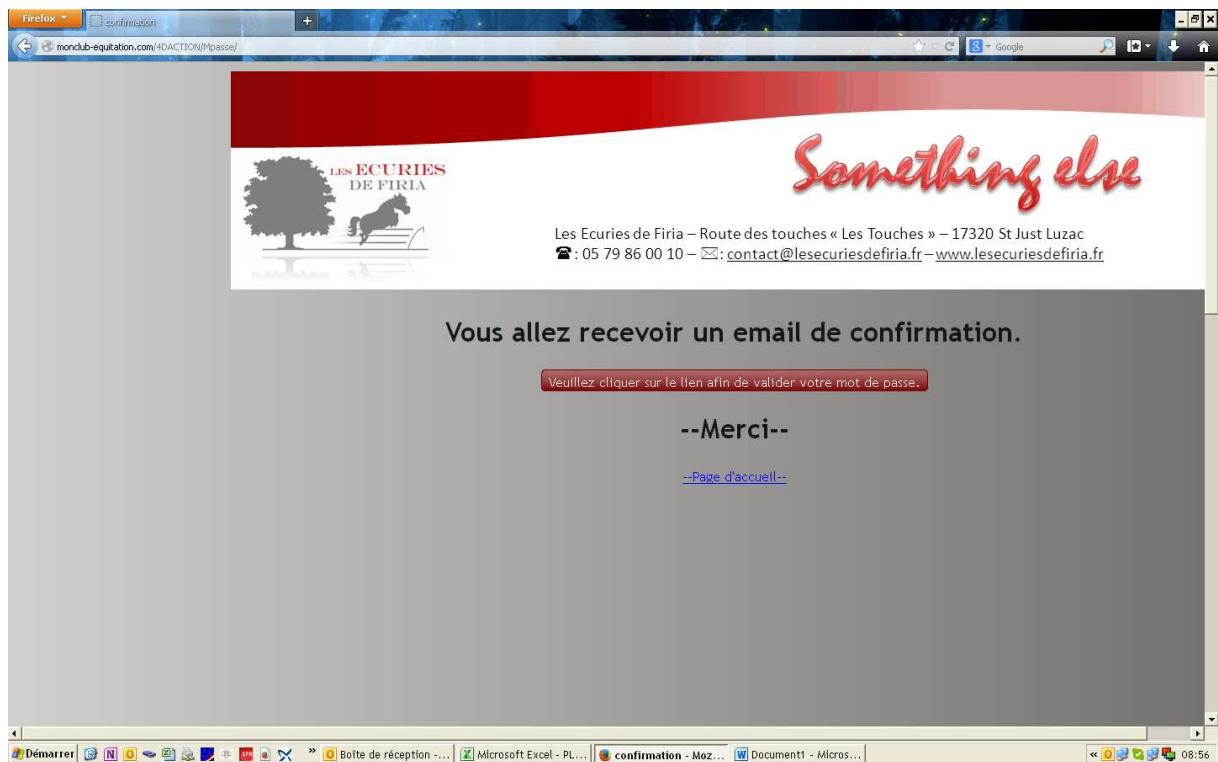 Firefox
confirmation
+
monclub-equitation.com/4DACTION/Mpasse/
Google
LES ECURIES
DE FIRIA
Something else
Les Ecuries de Firia – Route des touches « Les Touches » – 17320 St Just Luzac
☎ : 05 79 86 00 10 – ✉ : contact@lesecuriesdefiria.fr – www.lesecuriesdefiria.fr
Vous allez recevoir un email de confirmation.
Veuillez cliquer sur le lien afin de valider votre mot de passe.
--Merci--
--Page d'accueil--
Démarrer
Boîte de réception -...
Microsoft Excel - PL...
confirmation - Moz...
Document1 - Micros...
08:56